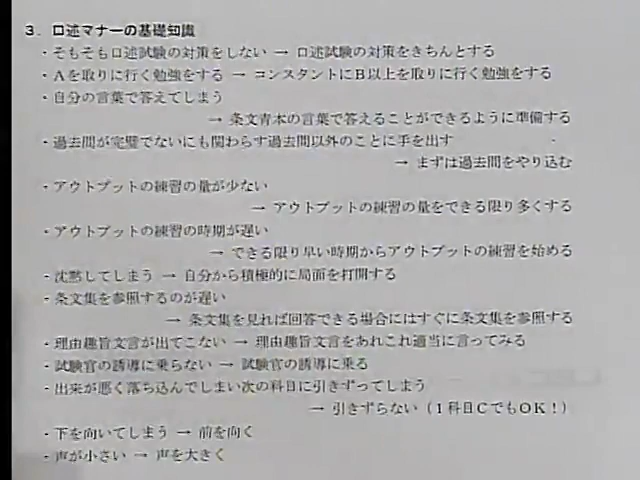 ３．口述マナーの基礎知識
・そもそも口述試験の対策をしない → 口述試験の対策をきちんとする
・Ａを取りに行く勉強をする → コンスタントにＢ以上を取りに行く勉強をする
・自分の言葉で答えてしまう
→ 条文青本の言葉で答えることができるように準備する
・過去問が完璧でないにも関わらず過去問以外のことに手を出す
→ まずは過去問をやり込む
・アウトプットの練習の量が少ない
→ アウトプットの練習の量をできる限り多くする
・アウトプットの練習の時期が遅い
→ できる限り早い時期からアウトプットの練習を始める
・沈黙してしまう → 自分から積極的に局面を打開する
・条文集を参照するのが遅い
→ 条文集を見れば回答できる場合にはすぐに条文集を参照する
・理由趣旨文言が出てこない → 理由趣旨文言をあれこれ適当に言ってみる
・試験官の誘導に乗らない → 試験官の誘導に乗る
・出来が悪く落ち込んでしまい次の科目に引きずってしまう
→ 引きずらない（１科目ＣでもＯＫ！）
・下を向いてしまう → 前を向く
・声が小さい → 声を大きく